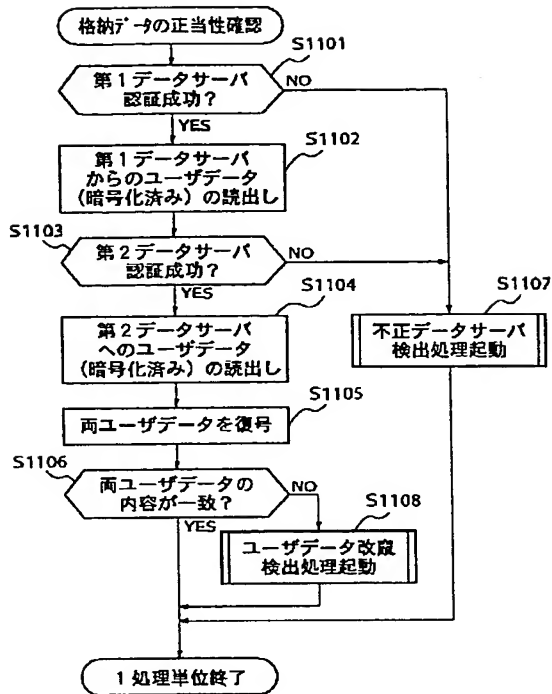 格納データの正当性確認
S1101
第1データサーバ
認証成功?
NO
YES
S1102
第1データサーバ
からのユーザデータ
(暗号化済み)の読出し
S1103
第2データサーバ
認証成功?
NO
YES
S1104
第2データサーバ
へのユーザデータ
(暗号化済み)の読出し
S1107
不正データサーバ
検出処理起動
S1105
両ユーザデータを復号
S1106
両ユーザデータの
内容が一致?
NO
YES
S1108
ユーザデータ改竄
検出処理起動
1処理単位終了